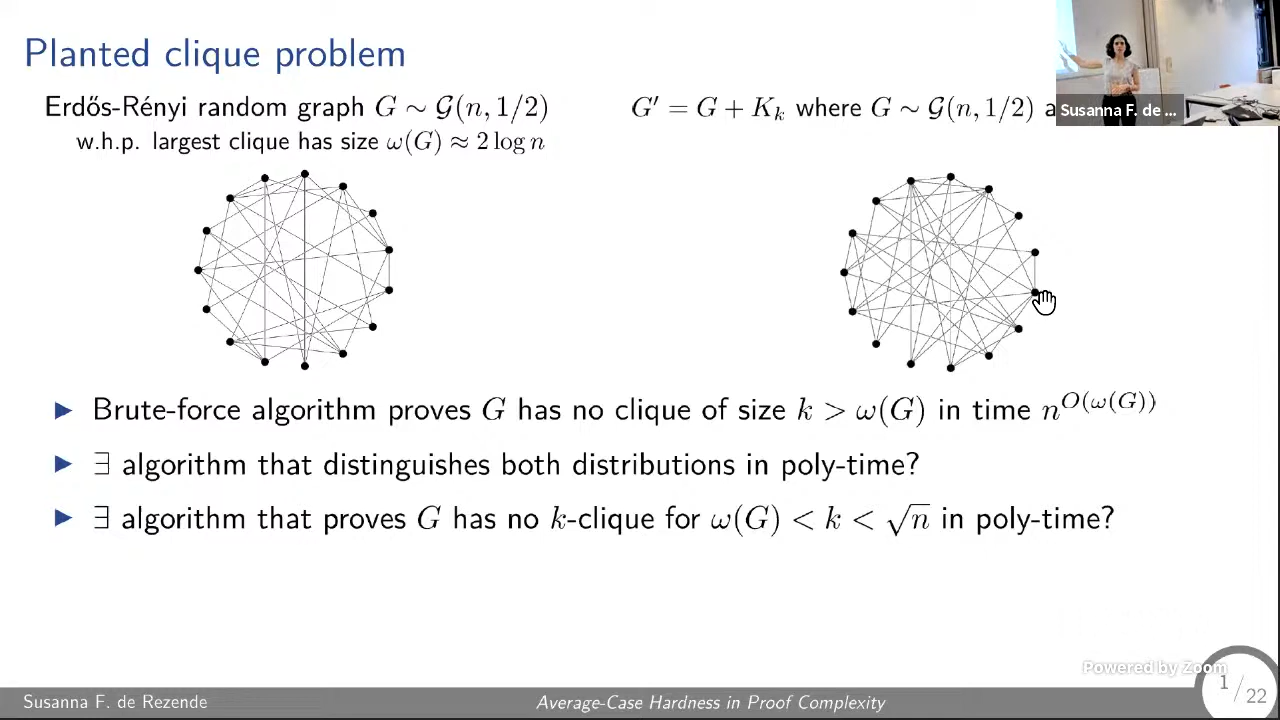 Planted clique problem
Erdős-Rényi random graph G ∼ 𝒢(n, 1/2)
w.h.p. largest clique has size ω(G) ≈ 2 log n
G′ = G + K_k where G ∼ 𝒢(n, 1/2) a
Susanna F. de ...
▶ Brute-force algorithm proves G has no clique of size k > ω(G) in time n^{O(ω(G))}
▶ ∃ algorithm that distinguishes both distributions in poly-time?
▶ ∃ algorithm that proves G has no k-clique for ω(G) < k < √n in poly-time?
Powered by Zoom
Susanna F. de Rezende
Average-Case Hardness in Proof Complexity
1/22